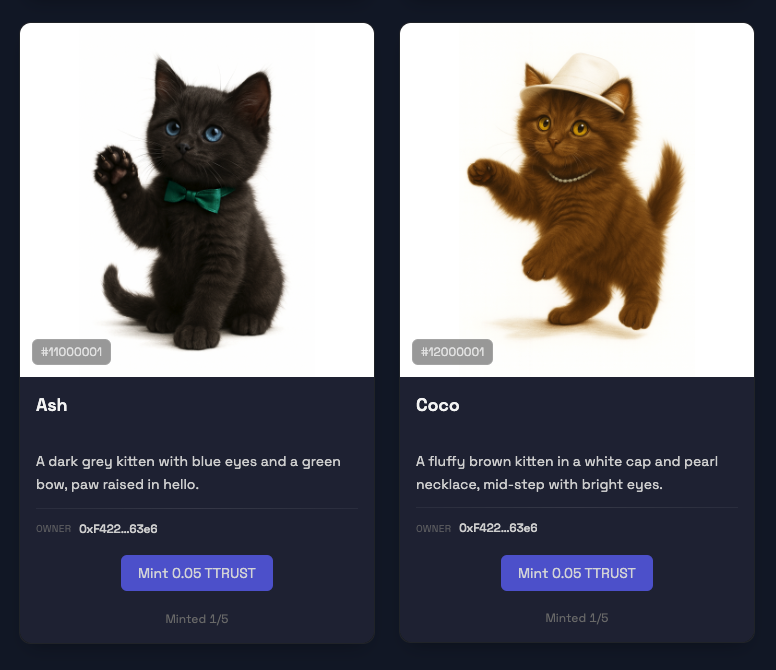 #11000001
Ash
A dark grey kitten with blue eyes and a green
bow, paw raised in hello.
OWNER 0xF422...63e6
Mint 0.05 TTRUST
Minted 1/5
#12000001
Coco
A fluffy brown kitten in a white cap and pearl
necklace, mid-step with bright eyes.
OWNER 0xF422...63e6
Mint 0.05 TTRUST
Minted 1/5